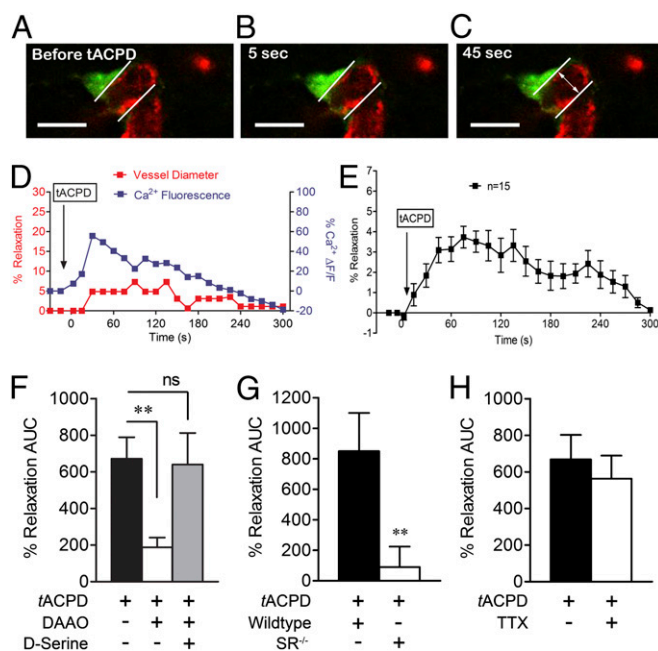 A
Before tACPD
B
5 sec
C
45 sec
D
Vessel Diameter
Ca2+ Fluorescence
tACPD
% Relaxation
30
25
20
15
10
5
0
% Ca2+ ΔF/F
100
80
60
40
20
0
-20
0 60 120 180 240 300
Time (s)
E
n=15
tACPD
% Relaxation
7
6
5
4
3
2
1
0
-1
0 60 120 180 240 300
Time (s)
F
ns
**
% Relaxation AUC
1000
800
600
400
200
0
tACPD + + +
DAAO - + +
D-Serine - - +
G
**
% Relaxation AUC
1200
1000
800
600
400
200
0
tACPD + +
Wildtype + -
SR-/- - +
H
% Relaxation AUC
1000
800
600
400
200
0
tACPD + +
TTX - +